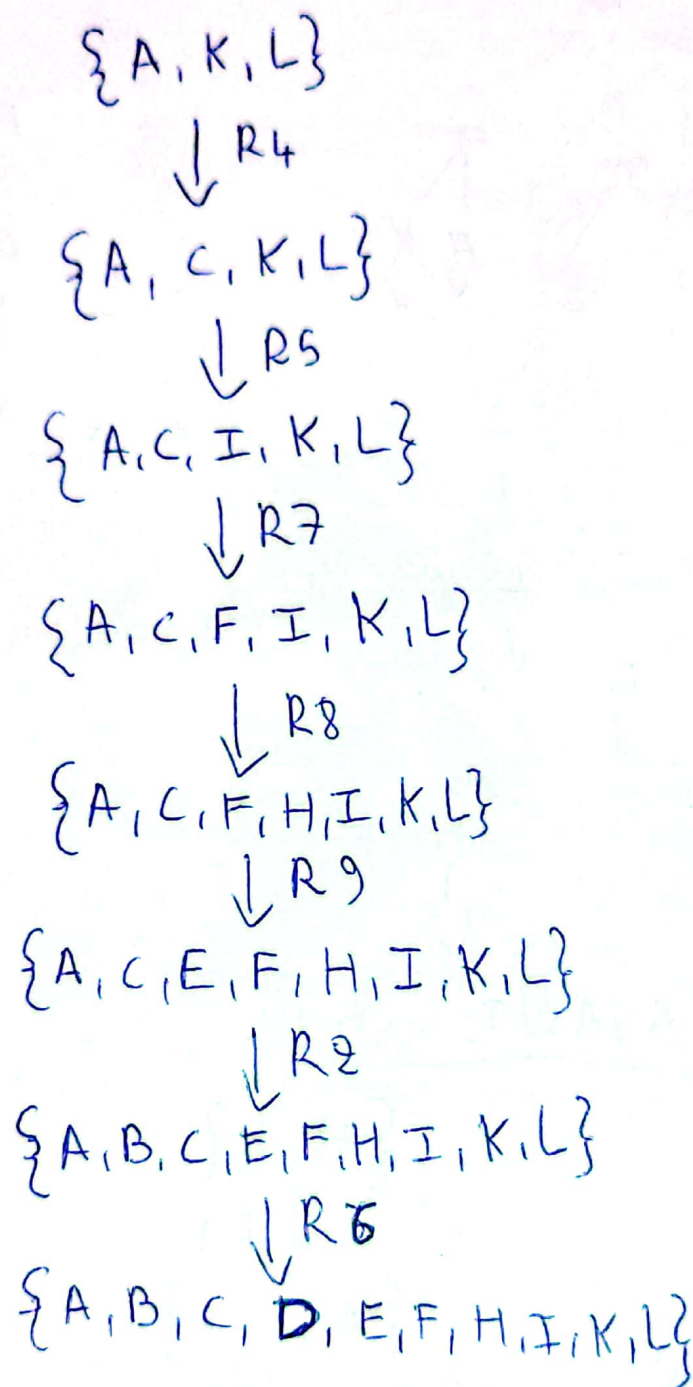 {A, K, L}
↓ R4
{A, C, K, L}
↓ R5
{A, C, I, K, L}
↓ R7
{A, C, F, I, K, L}
↓ R8
{A, C, F, H, I, K, L}
↓ R9
{A, C, E, F, H, I, K, L}
↓ R2
{A, B, C, E, F, H, I, K, L}
↓ R6
{A, B, C, D, E, F, H, I, K, L}